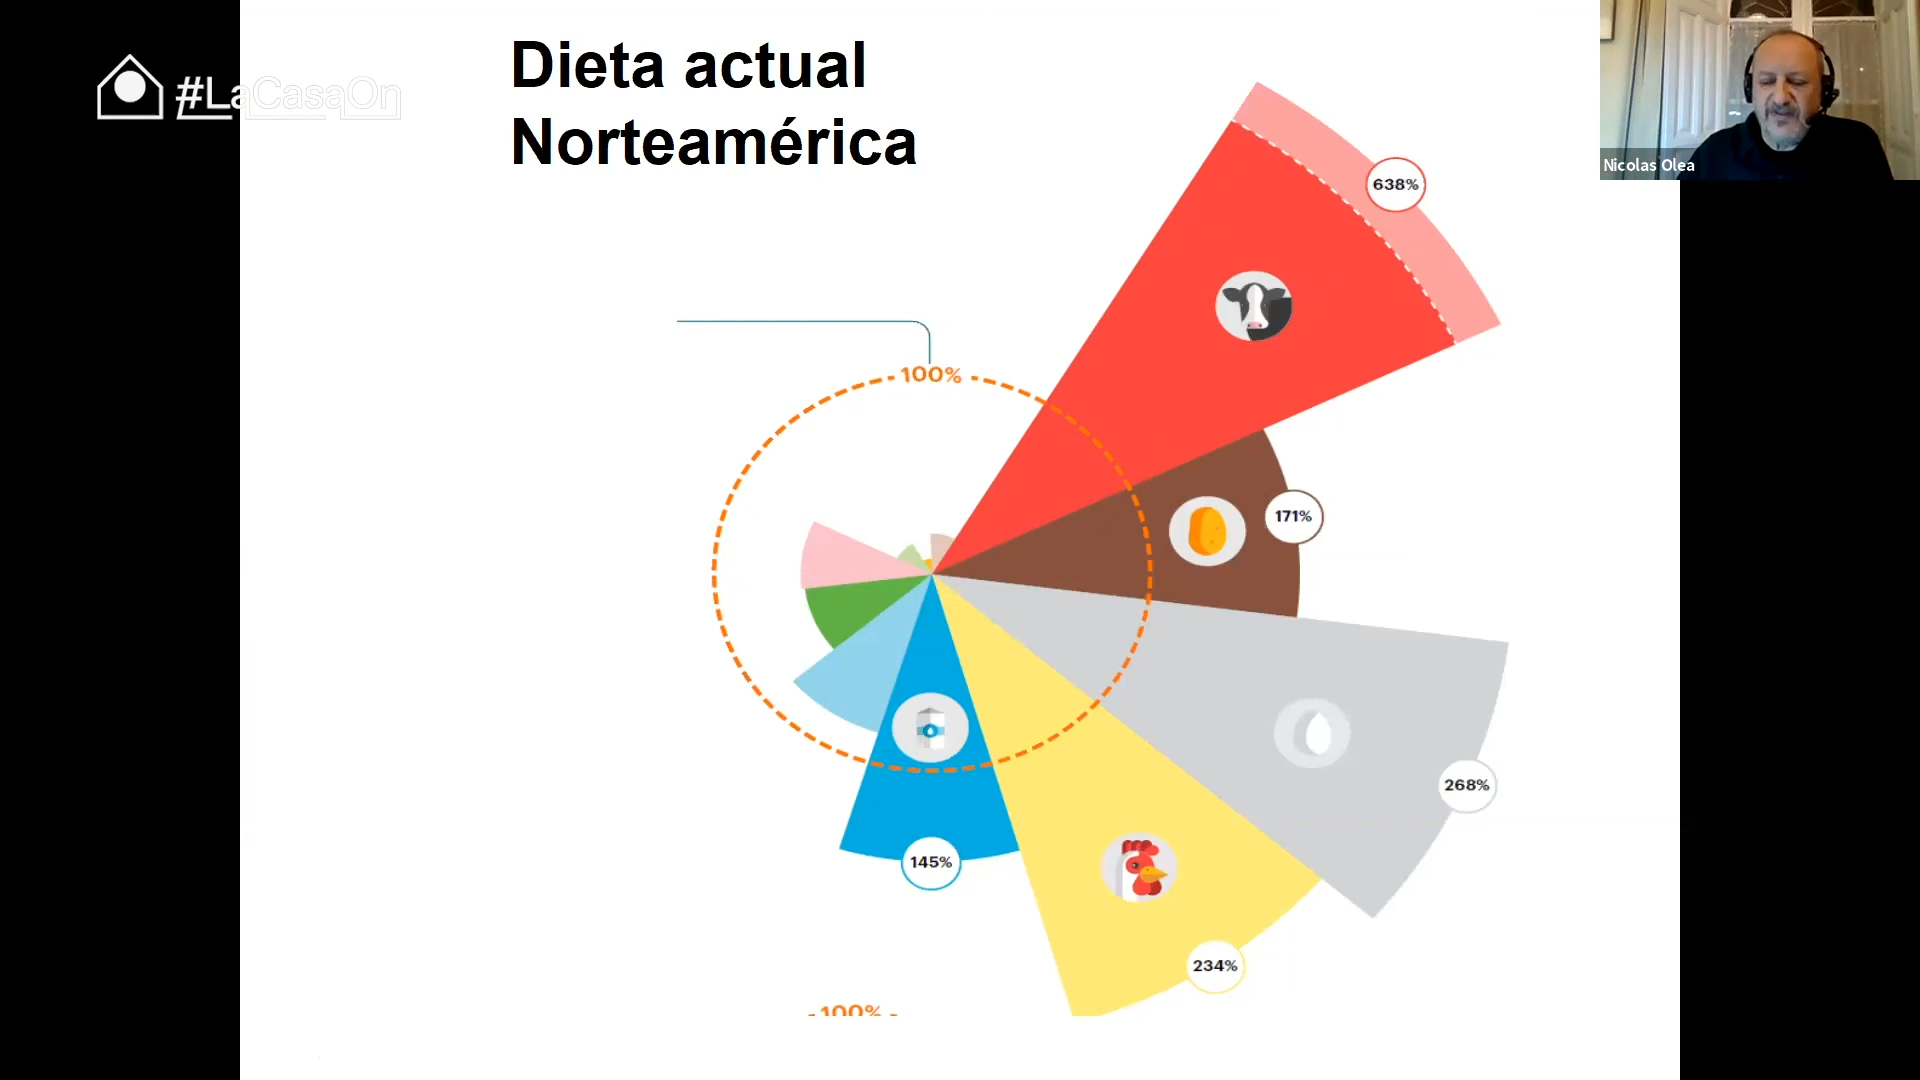 #LaCasaOn
Dieta actual
Norteamérica
Nicolas Olea
638%
100%
171%
268%
145%
234%
100%